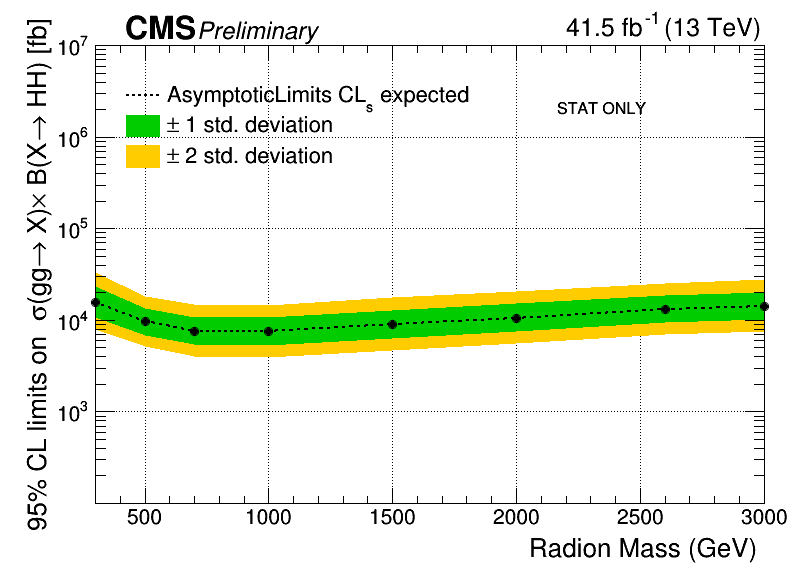 CMS Preliminary 41.5 fb⁻¹ (13 TeV)
95% CL limits on σ(gg→ X)× B(X→ HH) [fb]
AsymptoticLimits CLₛ expected
± 1 std. deviation
± 2 std. deviation
STAT ONLY
10⁷
10⁶
10⁵
10⁴
10³
500 1000 1500 2000 2500 3000
Radion Mass (GeV)